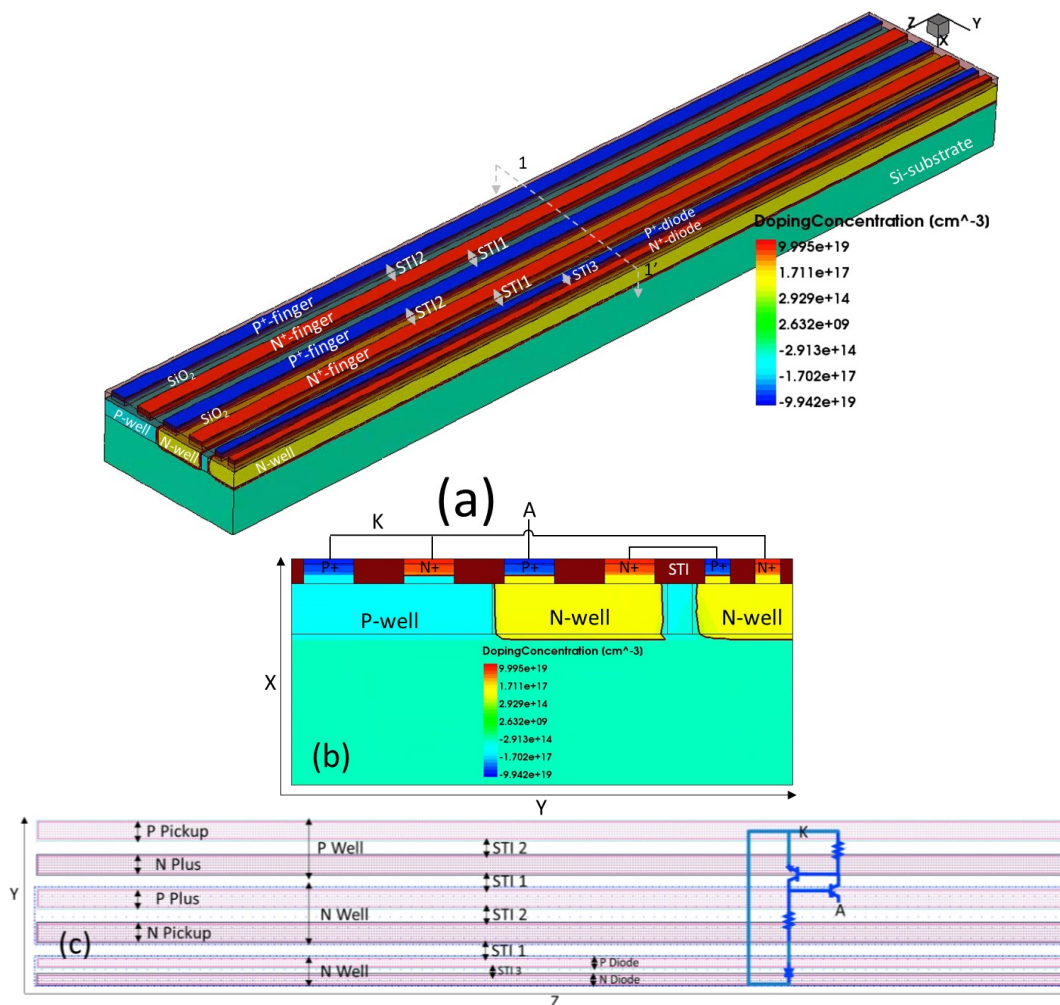 Z
Y
X
1
Si-substrate
P⁺-diode
N⁺-diode
DopingConcentration (cm^-3)
9.995e+19
1.711e+17
2.929e+14
2.632e+09
-2.913e+14
-1.702e+17
-9.942e+19
STI2
STI1
STI3
1'
STI1
STI2
P⁺-finger
N⁺-finger
P⁺-finger
N⁺-finger
SiO₂
SiO₂
P-well
N-well
N-well
(a)
K
A
P+
N+
P+
N+
STI
P+
N+
P-well
N-well
N-well
X
DopingConcentration (cm^-3)
9.995e+19
1.711e+17
2.929e+14
2.632e+09
-2.913e+14
-1.702e+17
-9.942e+19
(b)
Y
P Pickup
P Well
STI 2
N Plus
STI 1
P Plus
N Well
STI 2
N Pickup
STI 1
N Well
P Diode
STI 3
N Diode
K
A
Y
(c)
Z